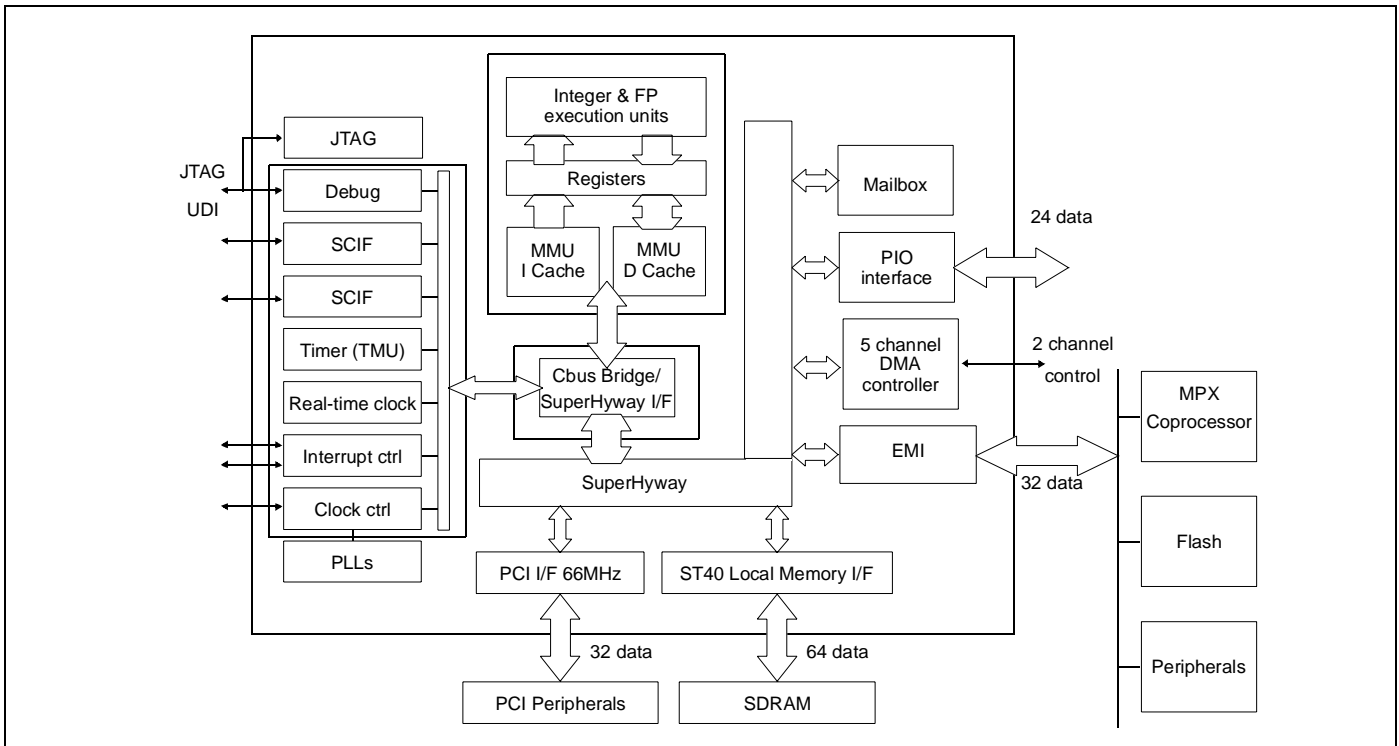 JTAG
JTAG
UDI
Debug
SCIF
SCIF
Timer (TMU)
Real-time clock
Interrupt ctrl
Clock ctrl
PLLs
Integer & FP
execution units
Registers
MMU
I Cache
MMU
D Cache
Cbus Bridge/
SuperHyway I/F
SuperHyway
Mailbox
PIO
interface
24 data
5 channel
DMA
controller
2 channel
control
EMI
32 data
MPX
Coprocessor
Flash
Peripherals
PCI I/F 66MHz
ST40 Local Memory I/F
32 data
64 data
PCI Peripherals
SDRAM